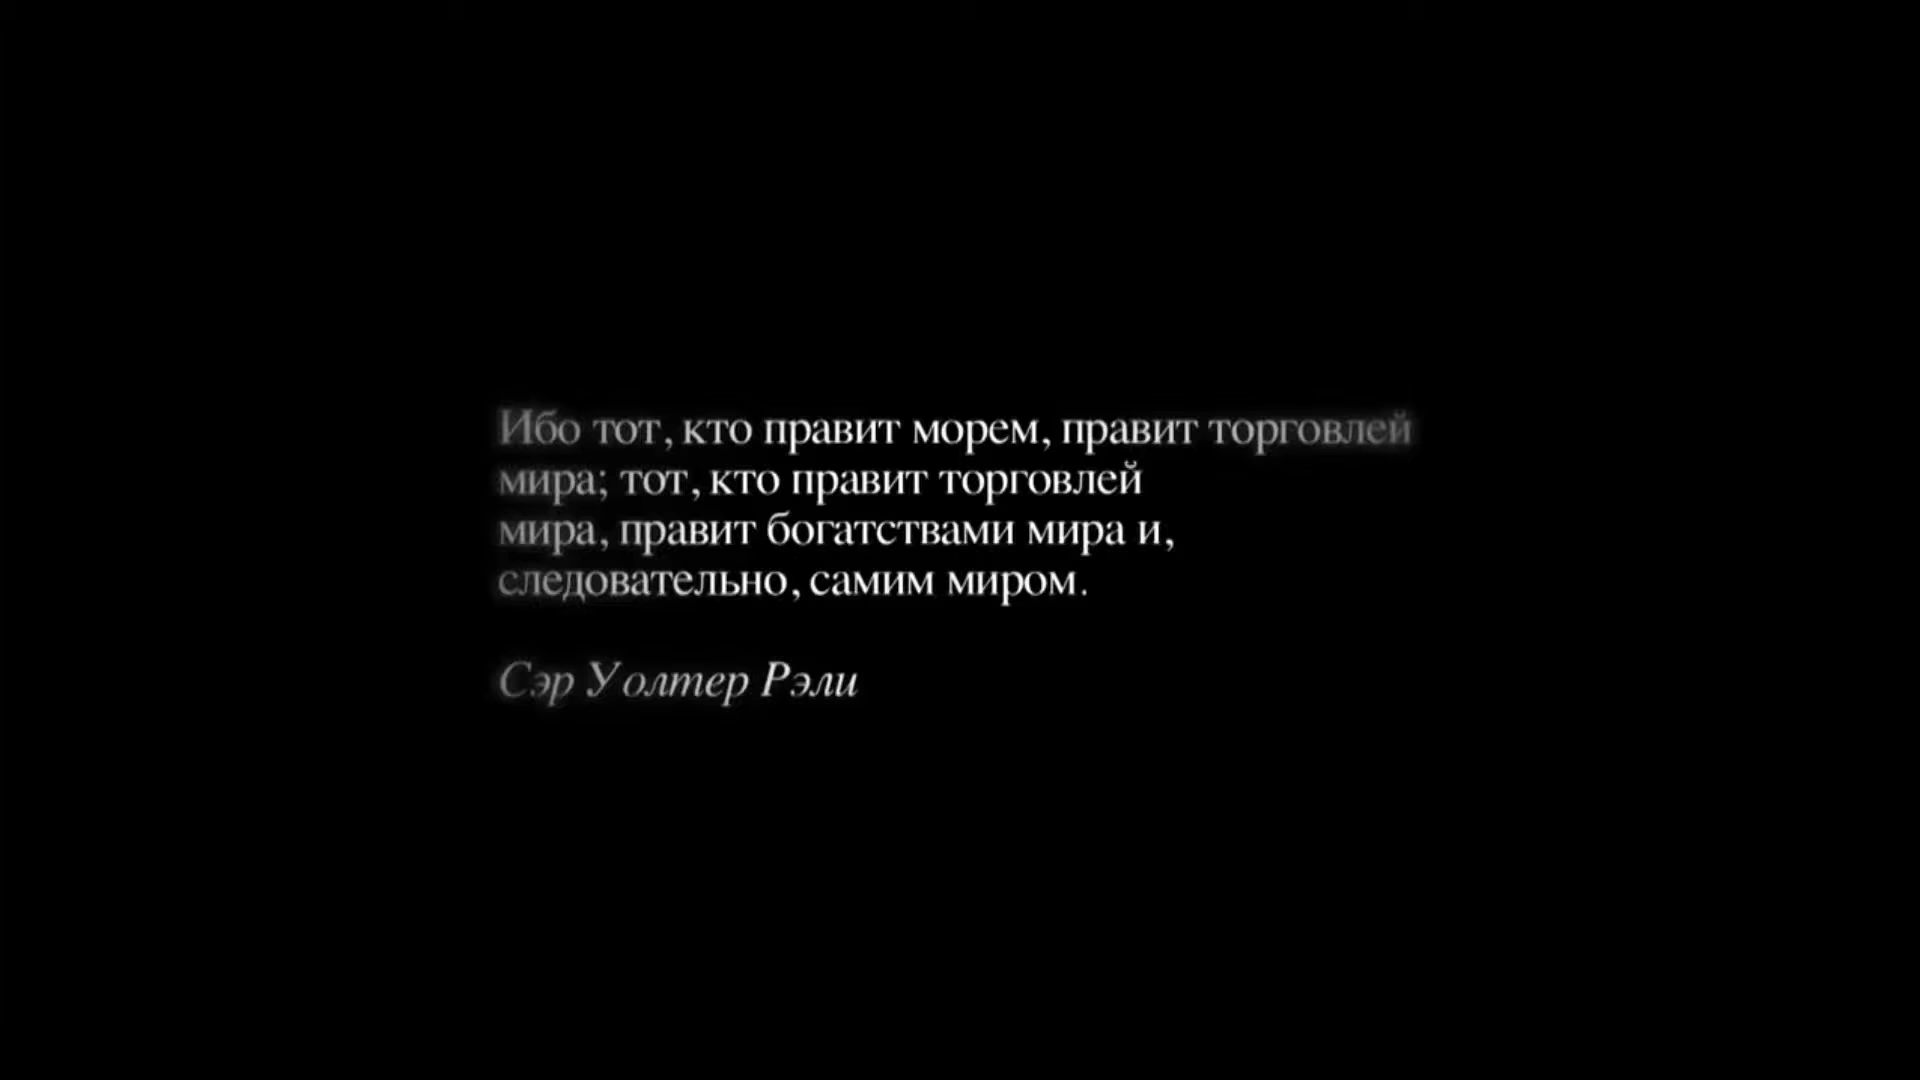 Ибо тот, кто правит морем, правит торговлей
мира; тот, кто правит торговлей
мира, правит богатствами мира и,
следовательно, самим миром.
Сэр Уолтер Рэли